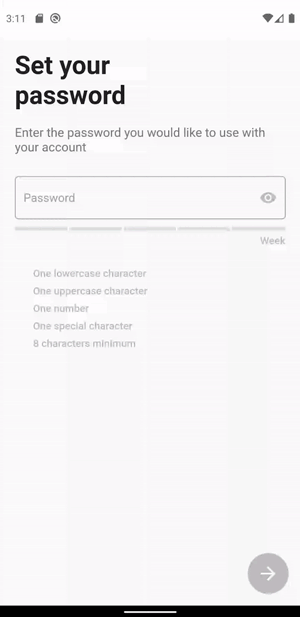 3:11
Set your
password
Enter the password you would like to use with
your account
Password
Week
One lowercase character
One uppercase character
One number
One special character
8 characters minimum